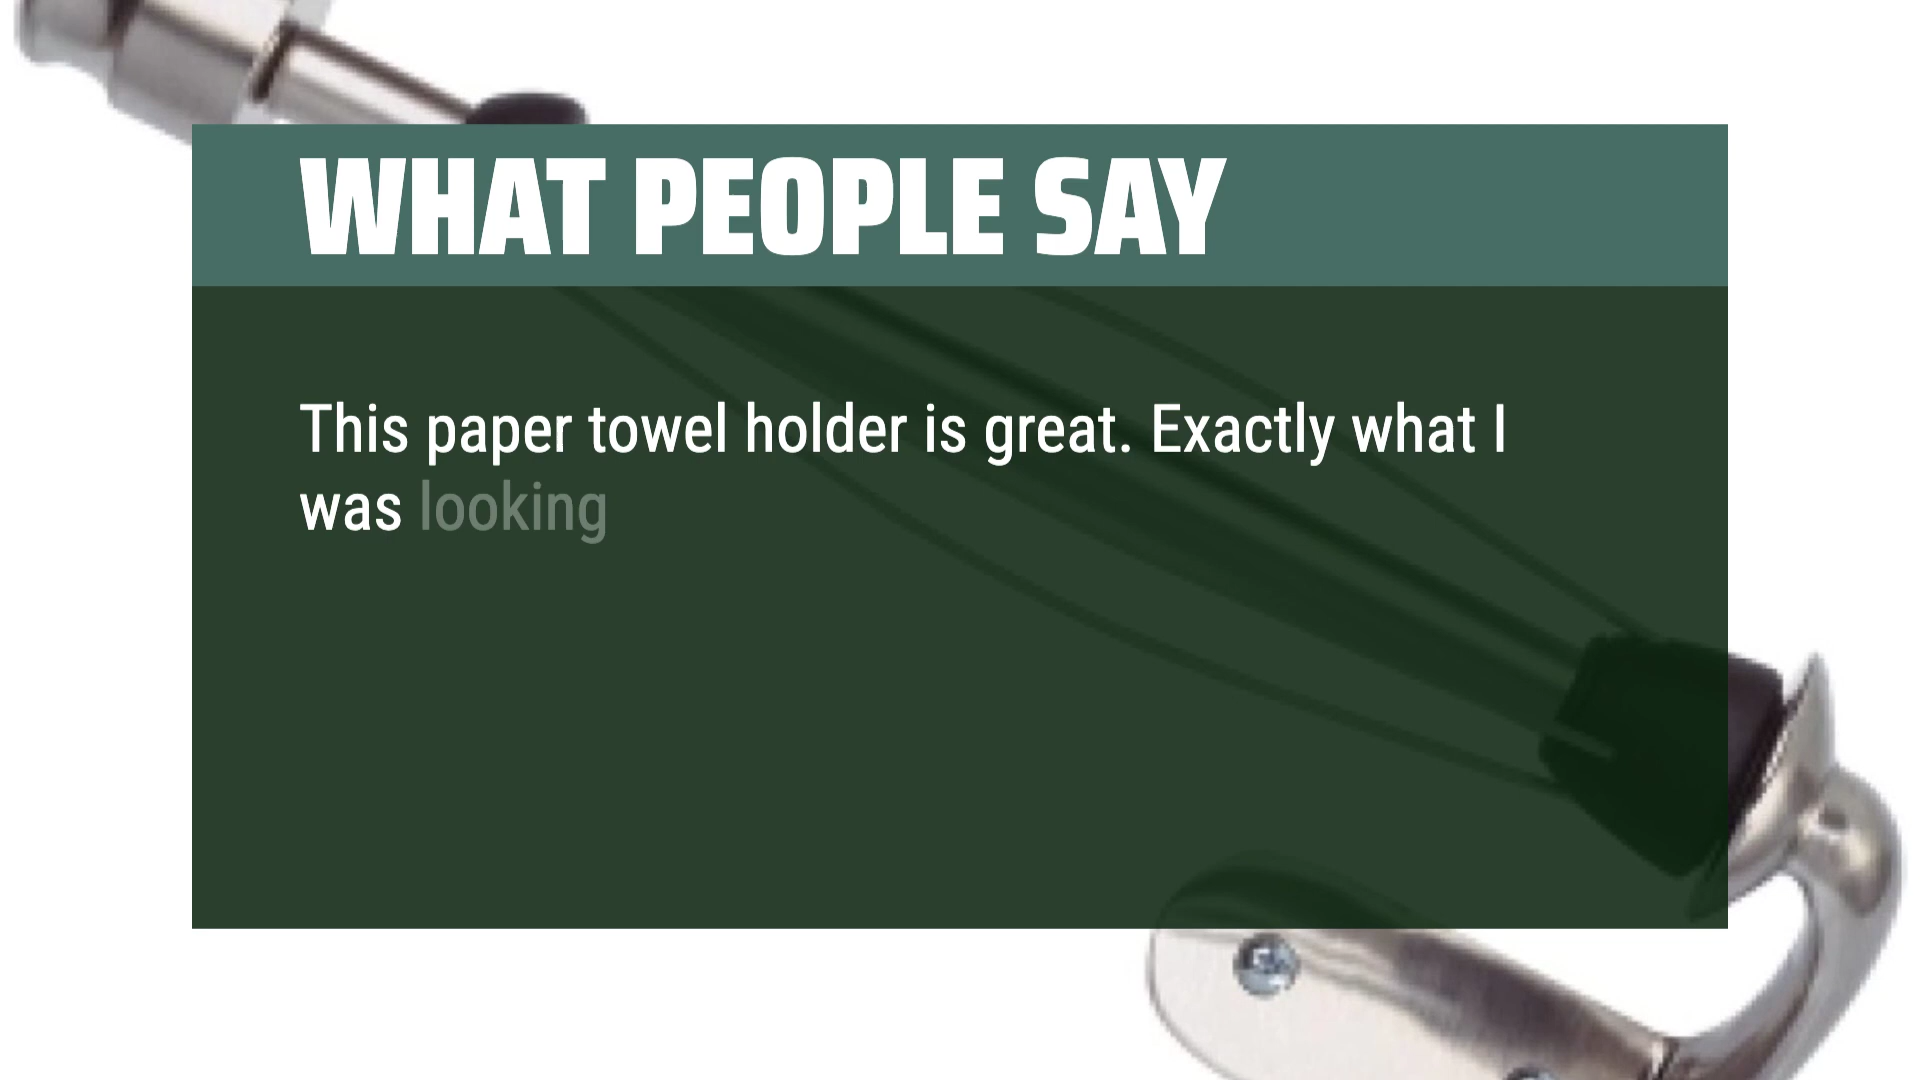 WHAT PEOPLE SAY
This paper towel holder is great. Exactly what I
was looking